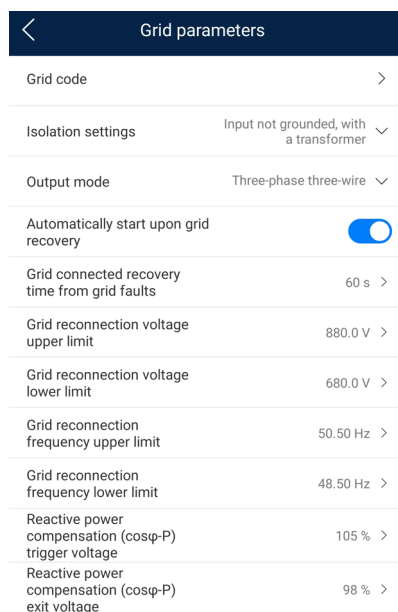 Grid parameters
Grid code
Isolation settings
Input not grounded, with
a transformer
Output mode
Three-phase three-wire
Automatically start upon grid
recovery
Grid connected recovery
time from grid faults
60 s
Grid reconnection voltage
upper limit
880.0 V
Grid reconnection voltage
lower limit
680.0 V
Grid reconnection
frequency upper limit
50.50 Hz
Grid reconnection
frequency lower limit
48.50 Hz
Reactive power
compensation (cosφ-P)
trigger voltage
105 %
Reactive power
compensation (cosφ-P)
exit voltage
98 %